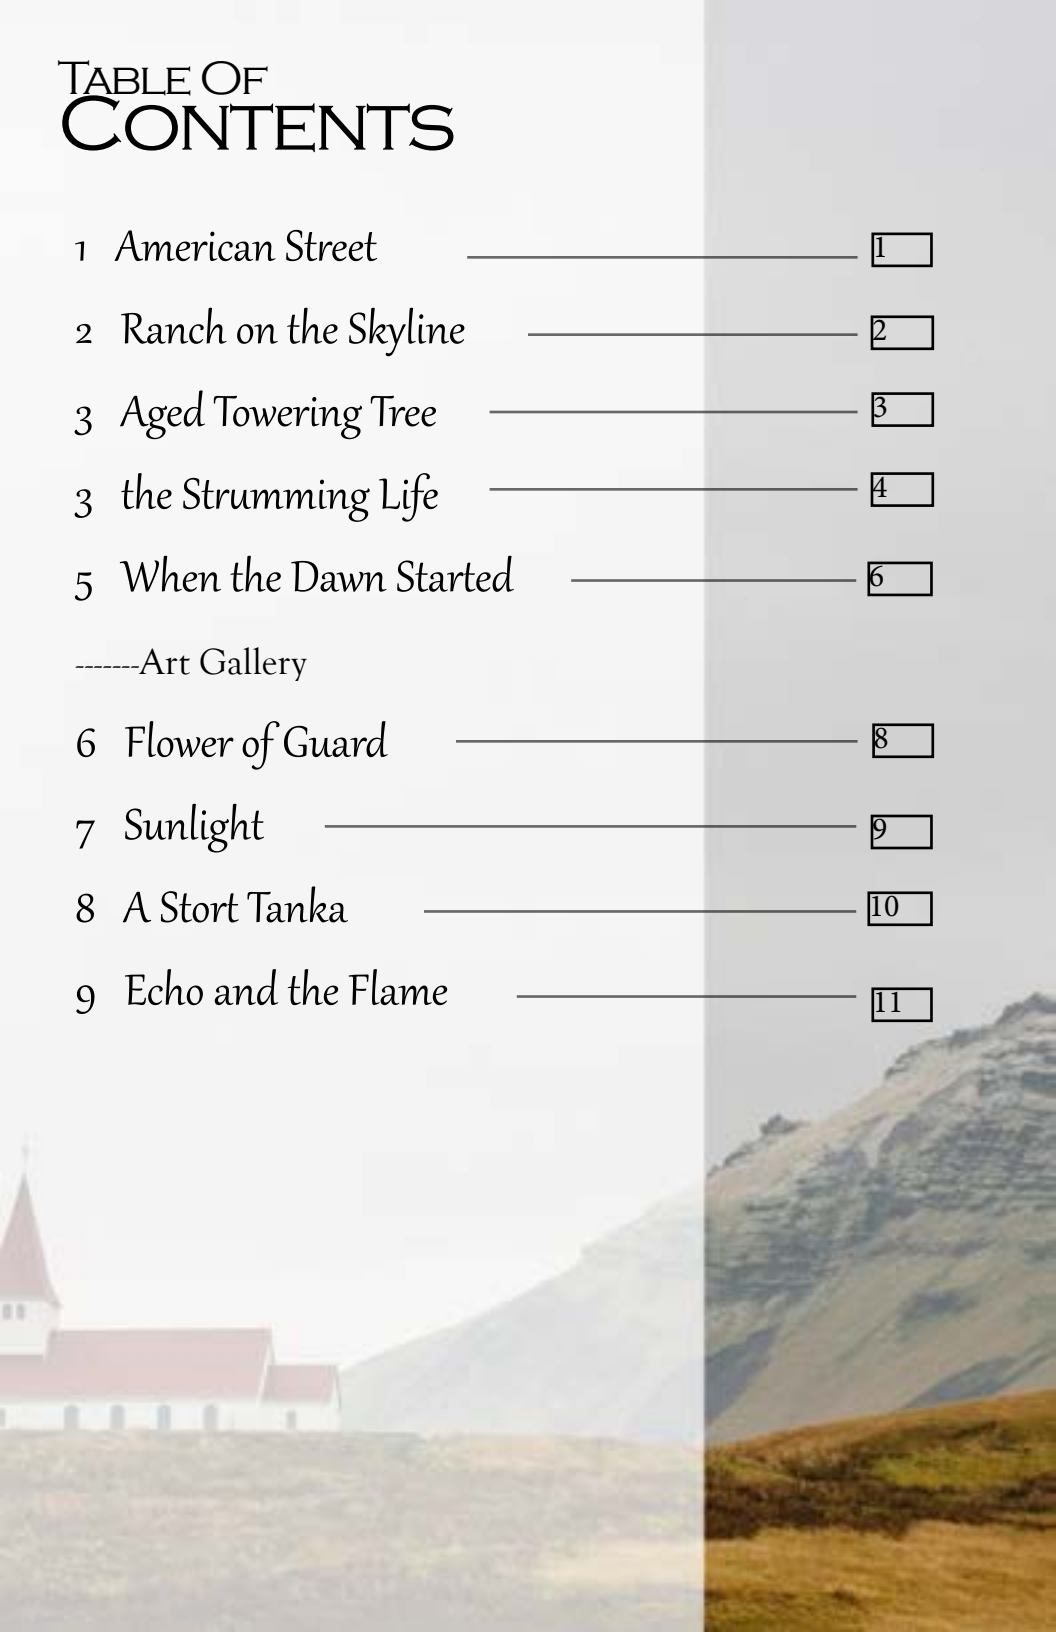 Table Of
Contents
1 American Street 1
2 Ranch on the Skyline 2
3 Aged Towering Tree 3
3 the Strumming Life 4
5 When the Dawn Started 6
-------Art Gallery
6 Flower of Guard 8
7 Sunlight 9
8 A Stort Tanka 10
9 Echo and the Flame 11